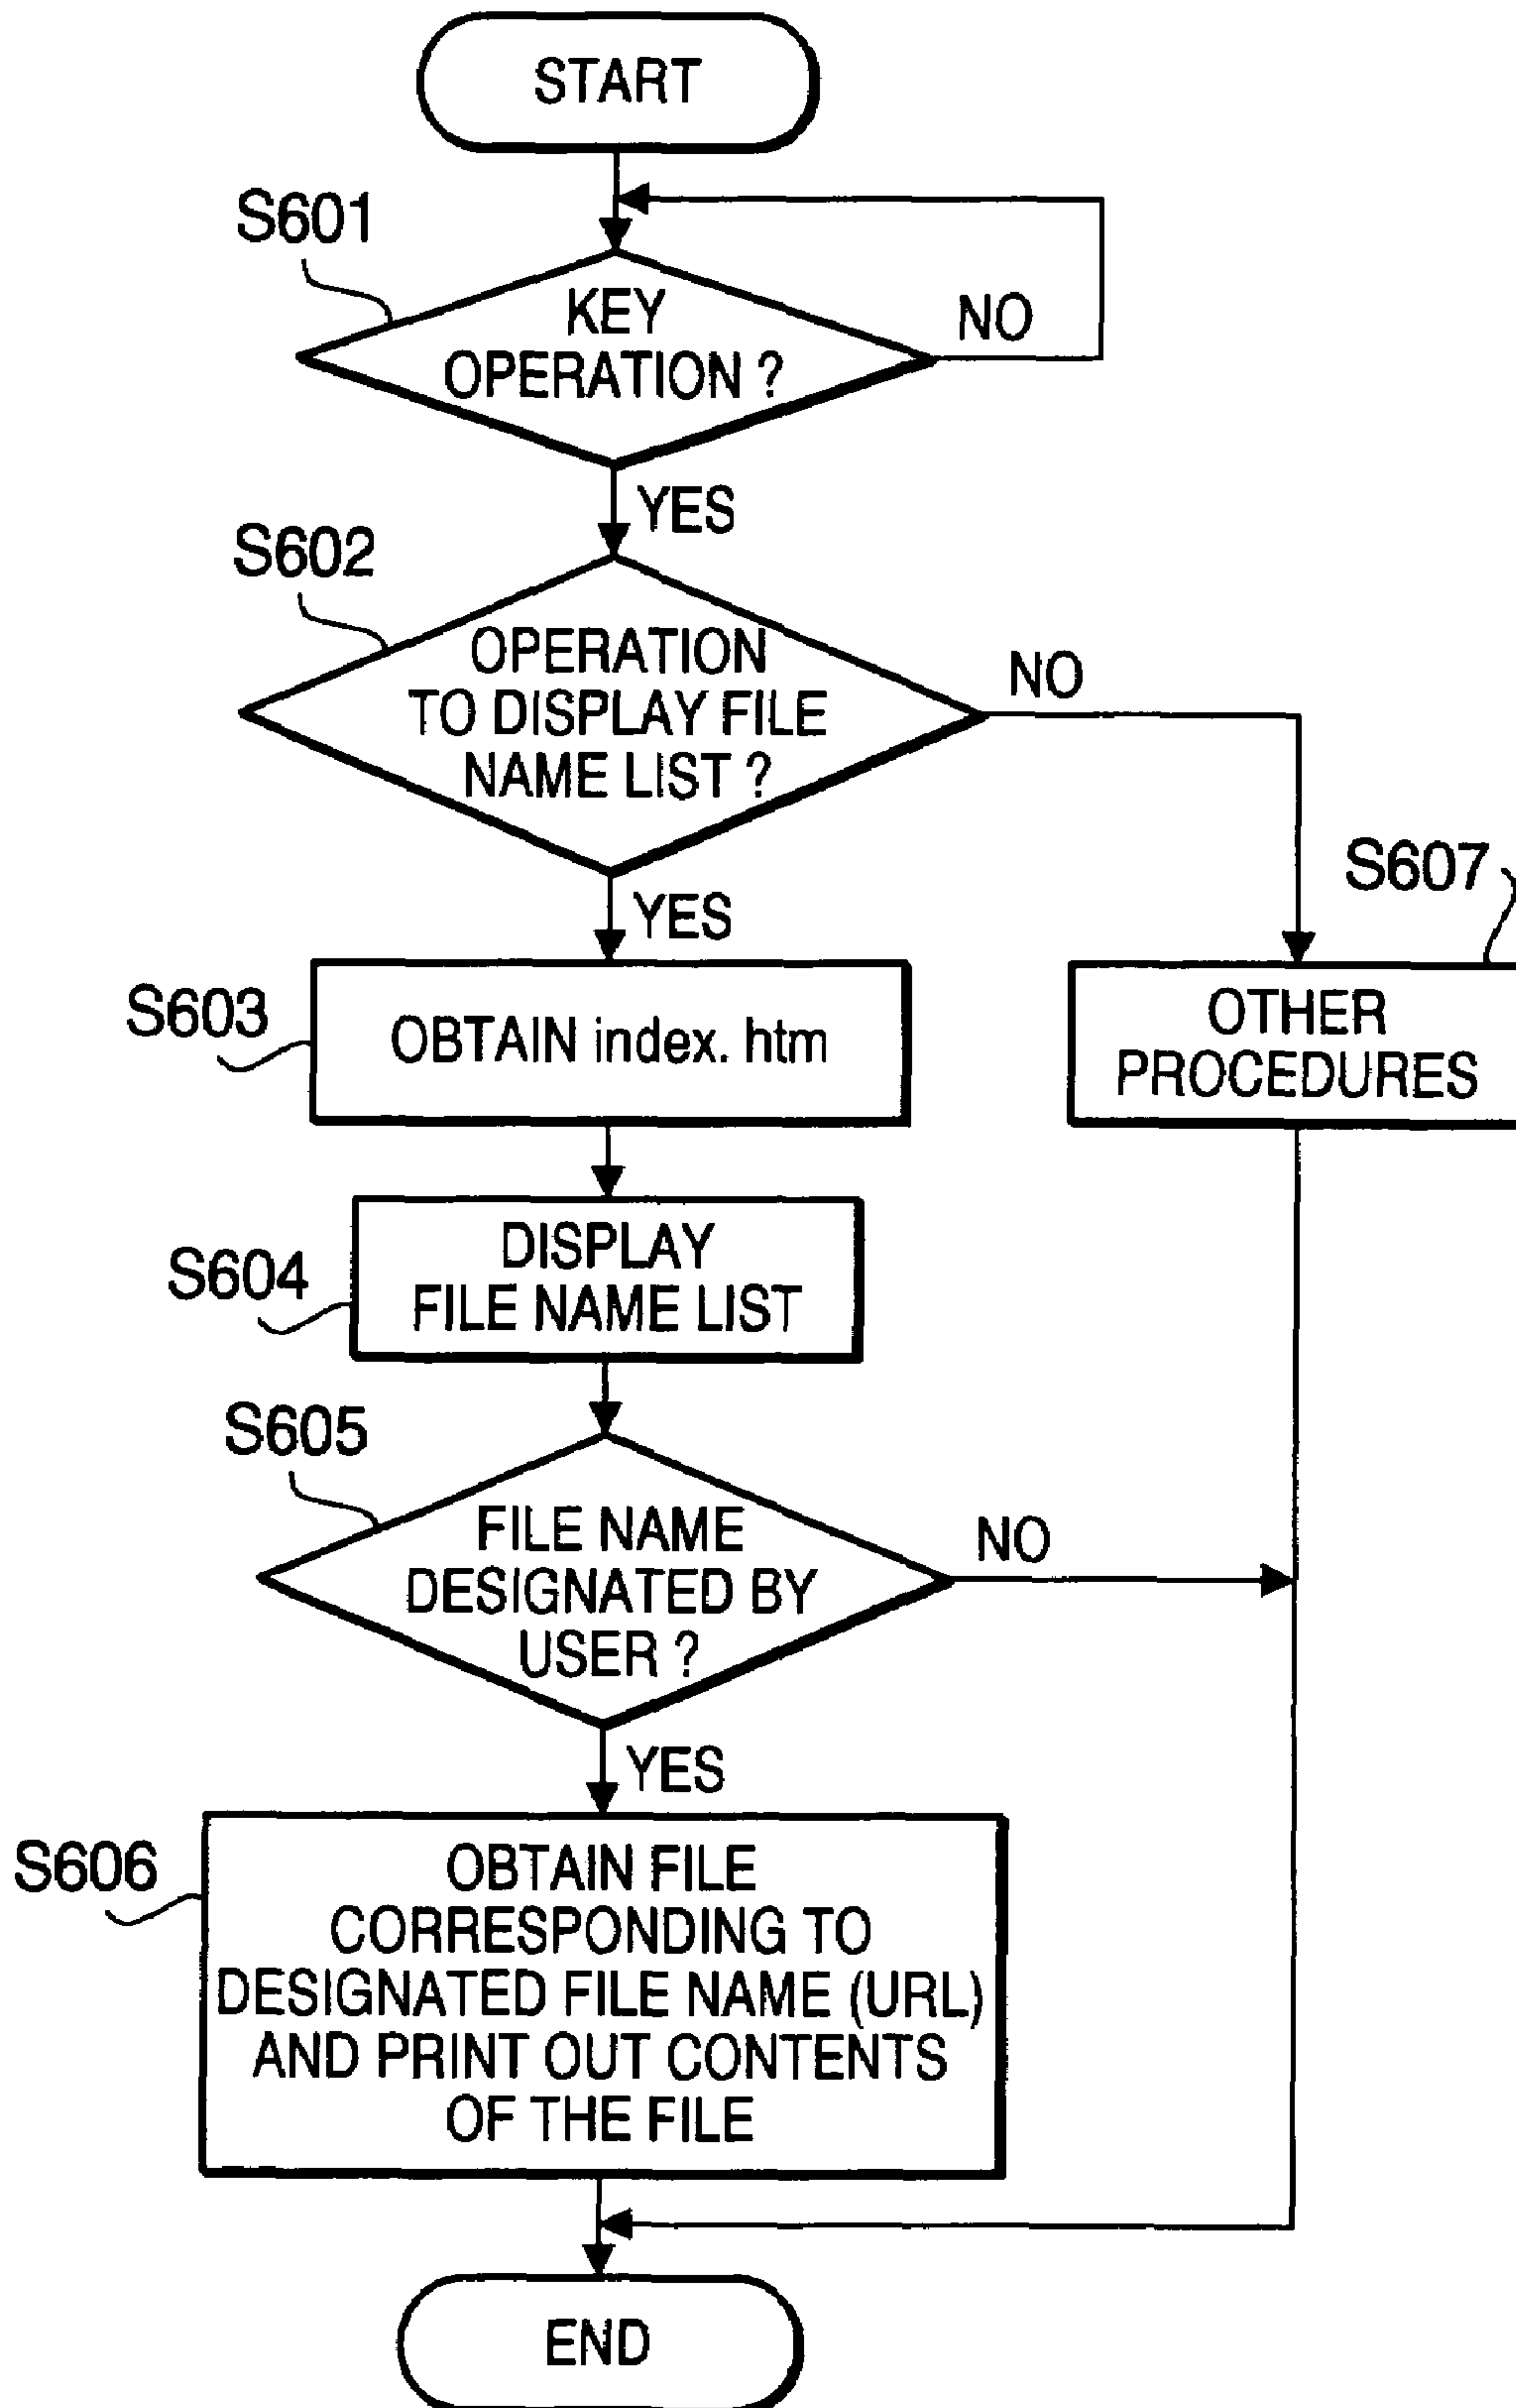 START
S601
KEY
OPERATION ?
NO
YES
S602
OPERATION
TO DISPLAY FILE
NAME LIST ?
NO
YES
S607
S603
OBTAIN index. htm
OTHER
PROCEDURES
S604
DISPLAY
FILE NAME LIST
S605
FILE NAME
DESIGNATED BY
USER ?
NO
YES
S606
OBTAIN FILE
CORRESPONDING TO
DESIGNATED FILE NAME (URL)
AND PRINT OUT CONTENTS
OF THE FILE
END